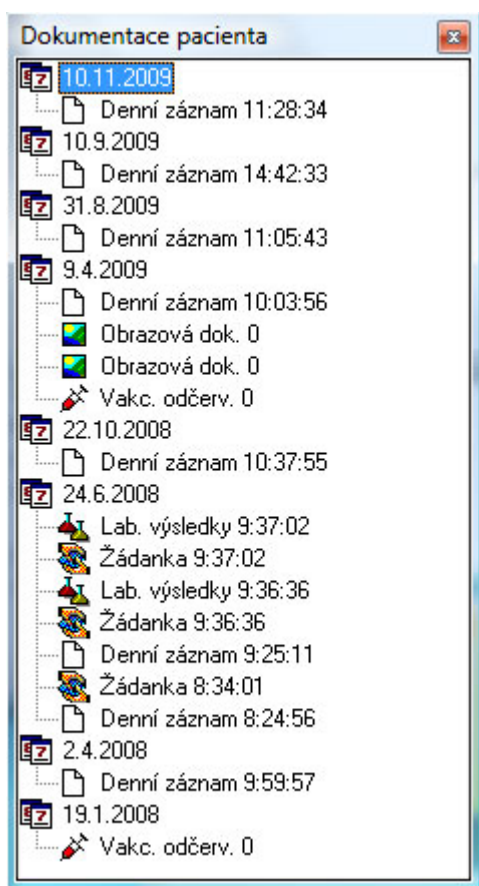 Dokumentace pacienta
10.11.2009
Denní záznam 11:28:34
10.9.2009
Denní záznam 14:42:33
31.8.2009
Denní záznam 11:05:43
9.4.2009
Denní záznam 10:03:56
Obrazová dok. 0
Obrazová dok. 0
Vakc. odčerv. 0
22.10.2008
Denní záznam 10:37:55
24.6.2008
Lab. výsledky 9:37:02
Žádanka 9:37:02
Lab. výsledky 9:36:36
Žádanka 9:36:36
Denní záznam 9:25:11
Žádanka 8:34:01
Denní záznam 8:24:56
2.4.2008
Denní záznam 9:59:57
19.1.2008
Vakc. odčerv. 0